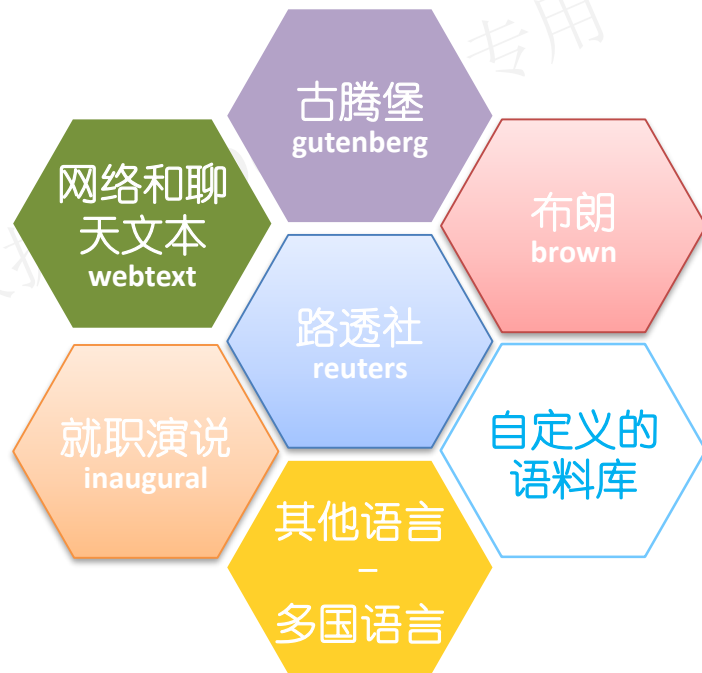 专用
古腾堡
gutenberg
网络和聊
天文本
webtext
布朗
brown
路透社
reuters
就职演说
inaugural
自定义的
语料库
其他语言
–
多国语言